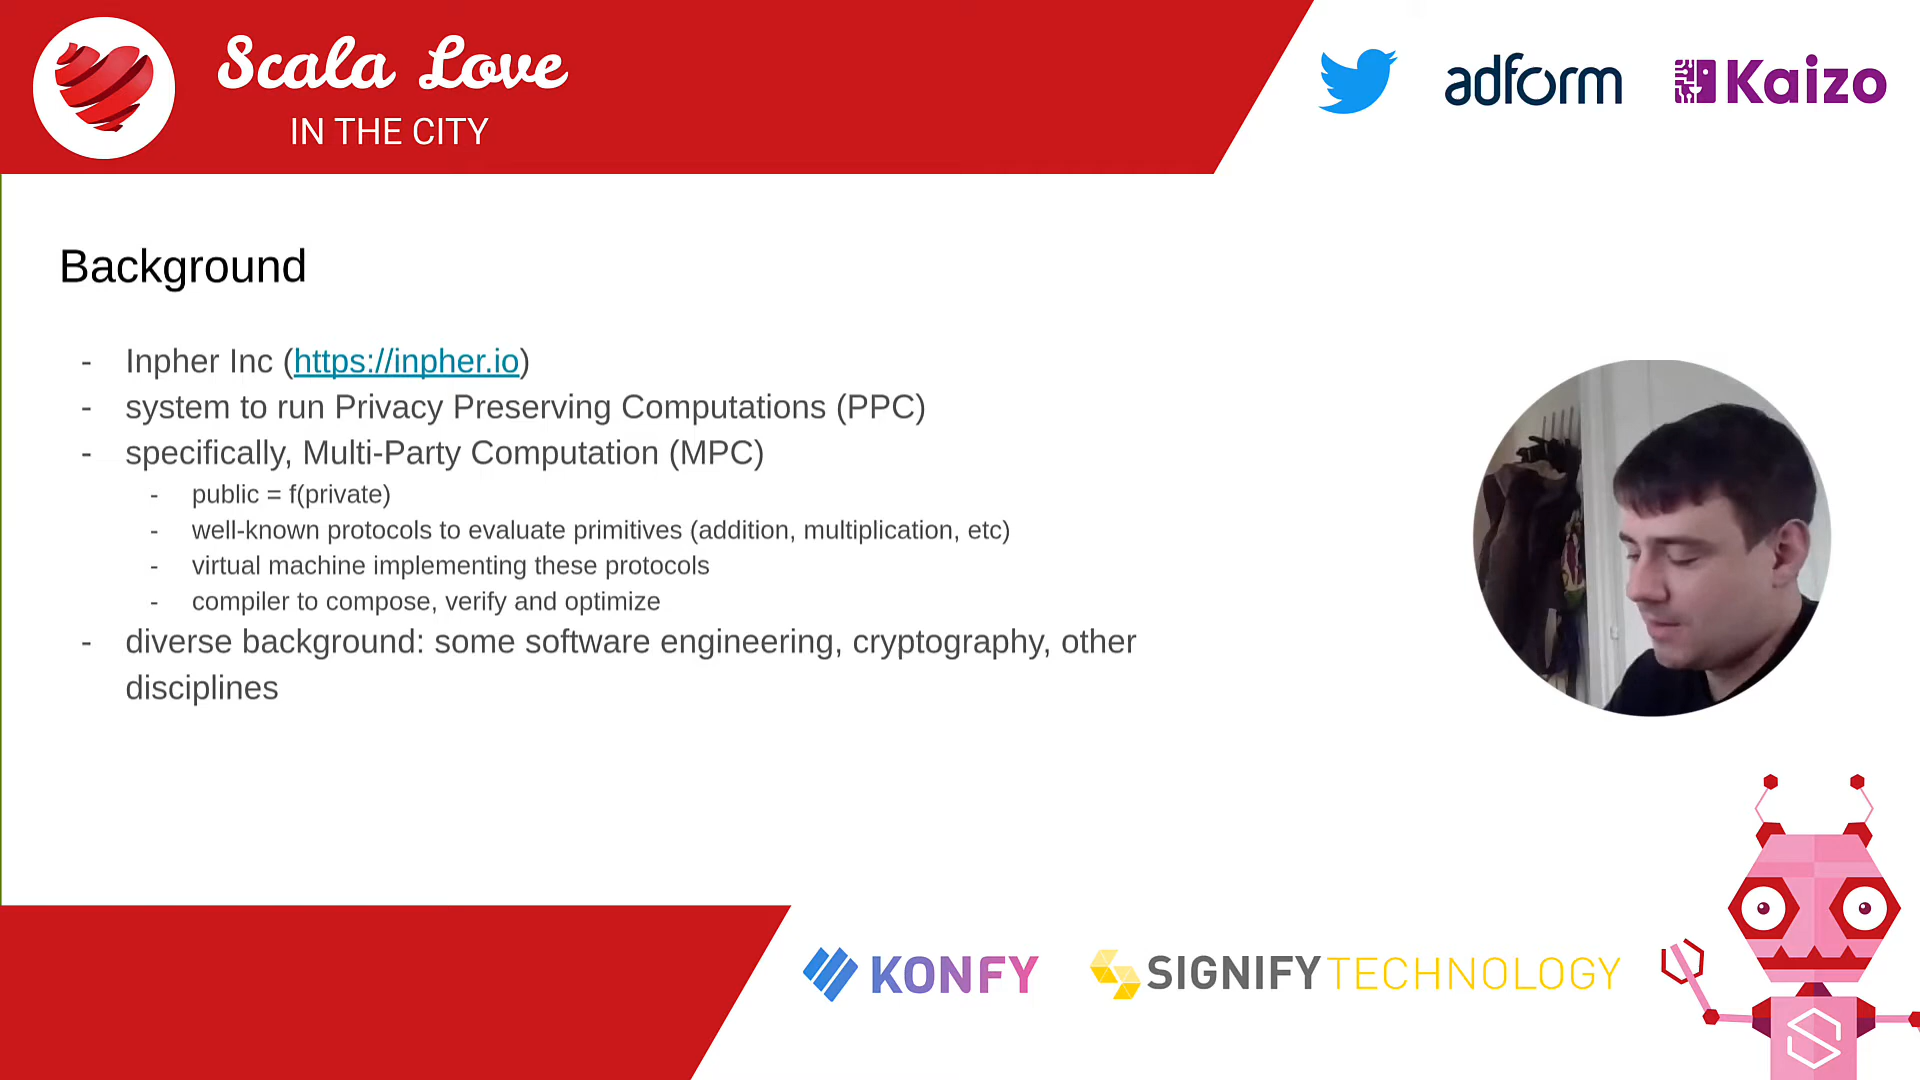 Scala Love
IN THE CITY
adform
Kaizo
Background
- Inpher Inc (https://inpher.io)
- system to run Privacy Preserving Computations (PPC)
- specifically, Multi-Party Computation (MPC)
- public = f(private)
- well-known protocols to evaluate primitives (addition, multiplication, etc)
- virtual machine implementing these protocols
- compiler to compose, verify and optimize
- diverse background: some software engineering, cryptography, other
disciplines
KONFY
SIGNIFYTECHNOLOGY